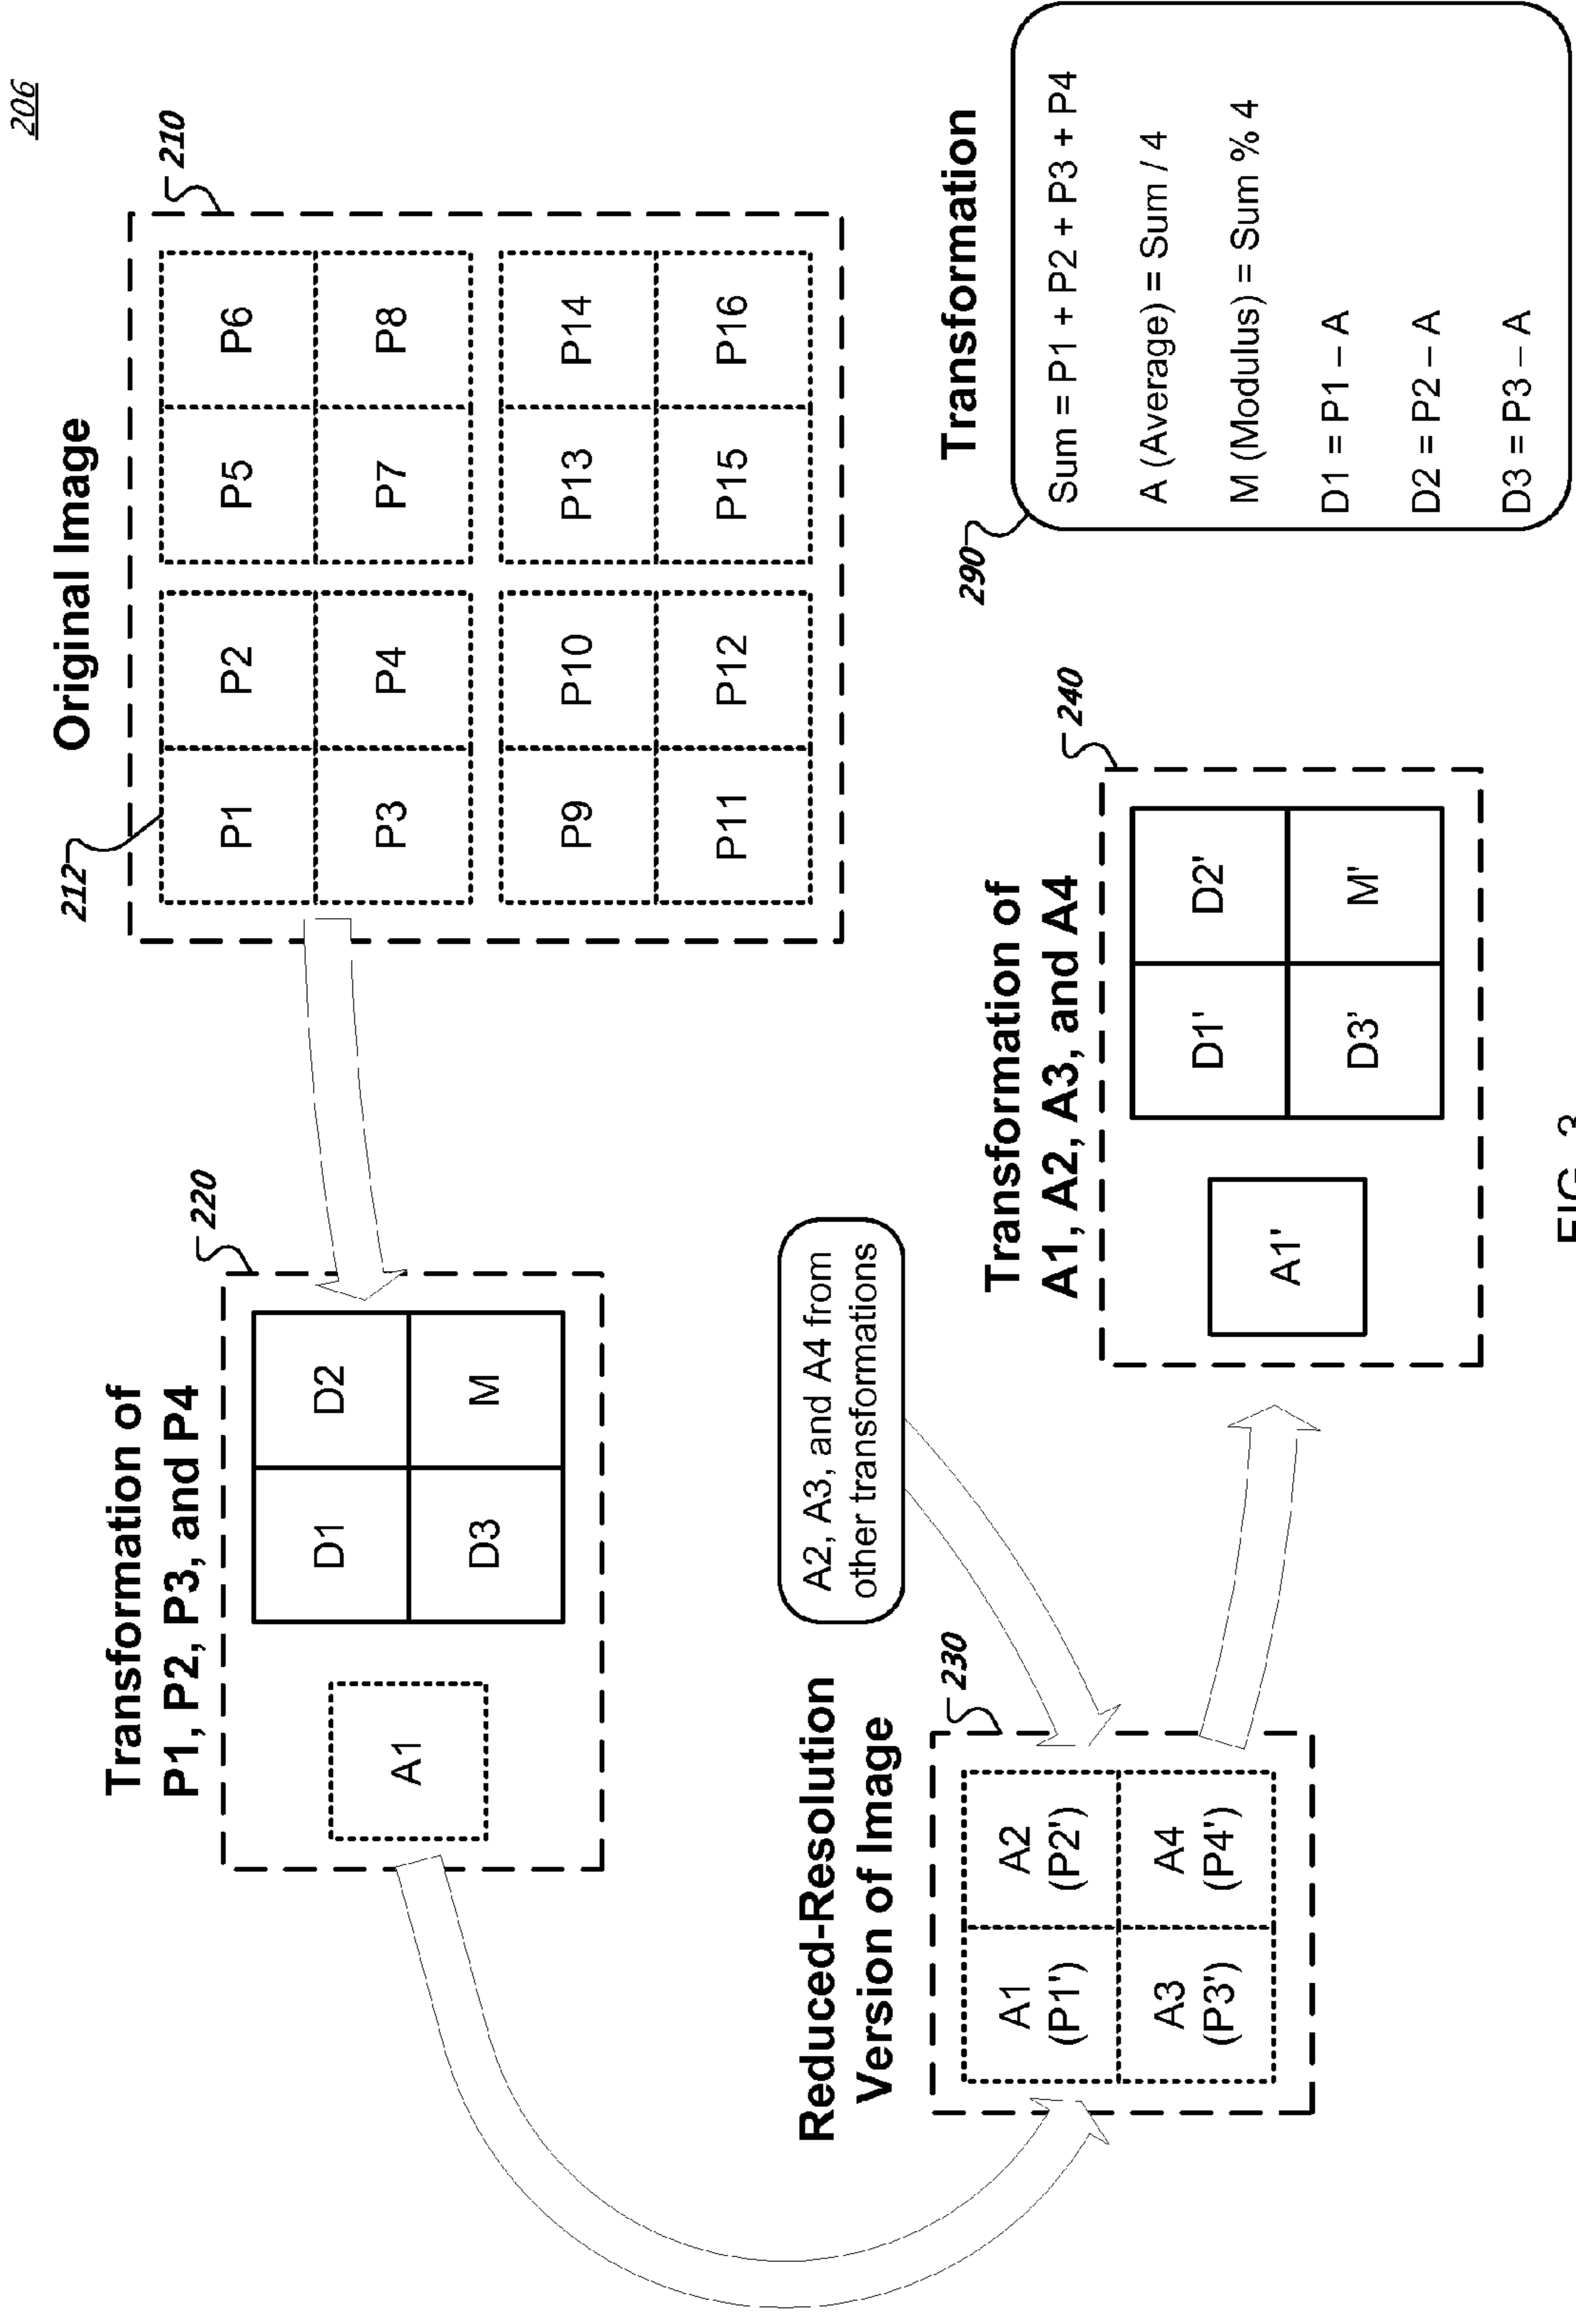 206
Original Image
210
212
P1 P2 P5 P6
P3 P4 P7 P8
P9 P10 P13 P14
P11 P12 P15 P16
Transformation of
P1, P2, P3, and P4
220
A1
D1 D2
D3 M
Reduced-Resolution
Version of Image
230
A1 A2
(P1') (P2')
A3 A4
(P3') (P4')
A2, A3, and A4 from
other transformations
Transformation of
A1, A2, A3, and A4
240
A1'
D1' D2'
D3' M'
Transformation
290
Sum = P1 + P2 + P3 + P4
A (Average) = Sum / 4
M (Modulus) = Sum % 4
D1 = P1 – A
D2 = P2 – A
D3 = P3 – A
FIG. 3